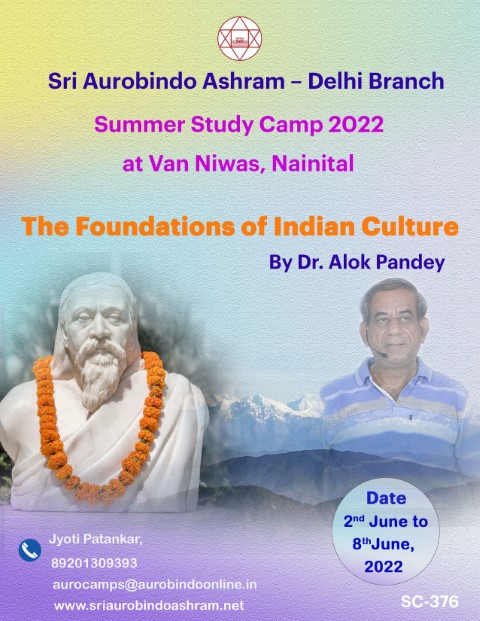 Sri Aurobindo Ashram – Delhi Branch
Summer Study Camp 2022
at Van Niwas, Nainital
The Foundations of Indian Culture
By Dr. Alok Pandey
Date
2nd June to
8thJune,
2022
Jyoti Patankar,
89201309393
aurocamps@aurobindoonline.in
www.sriaurobindoashram.net
SC-376